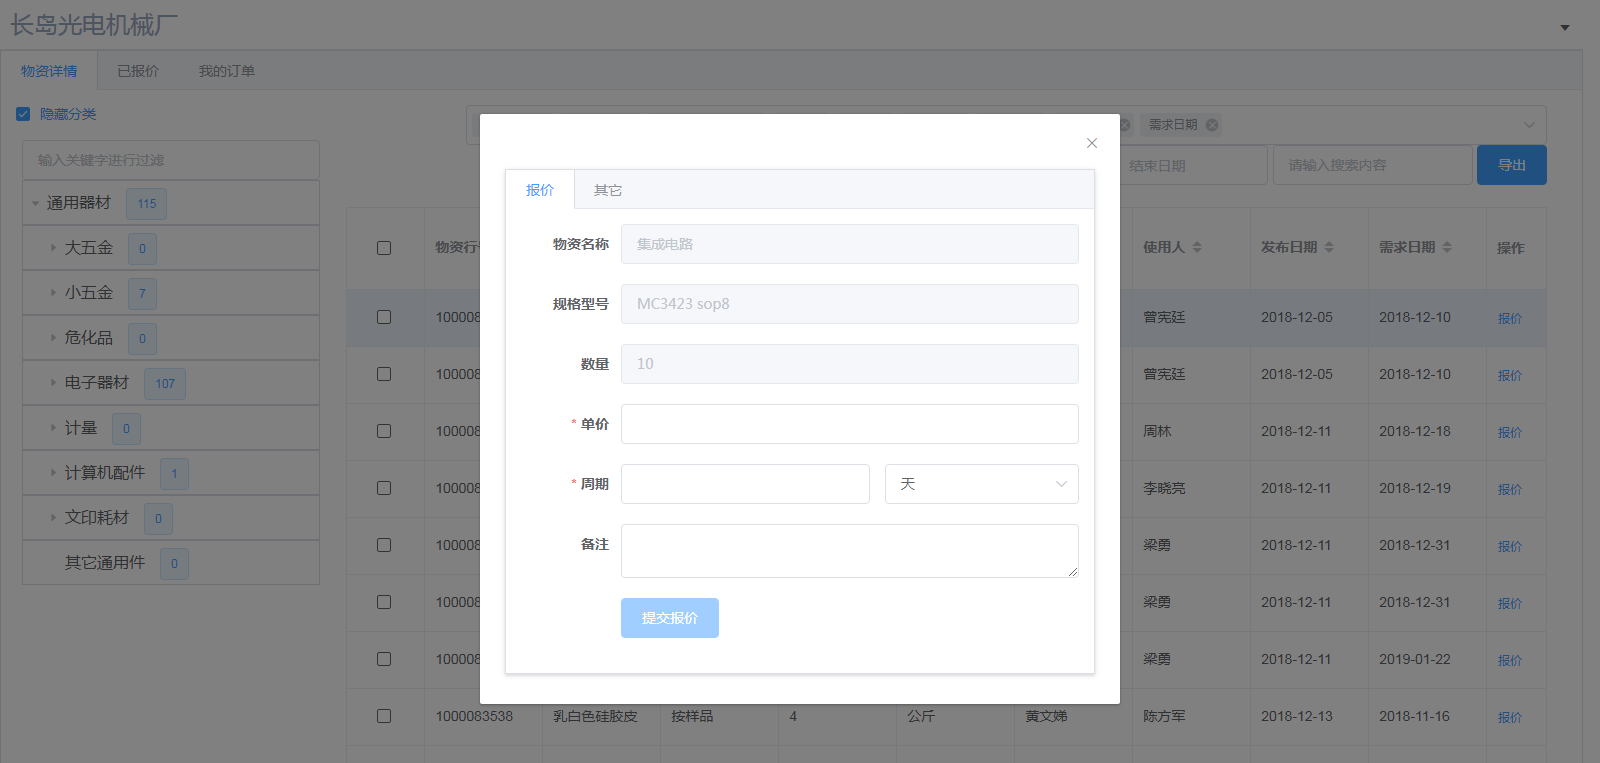 长岛光电机械厂
物资详情 已报价 我的订单
隐藏分类
需求日期
输入关键字进行过滤
结束日期 请输入搜索内容 导出
通用器材 115
大五金 0
小五金 7
危化品 0
电子器材 107
计量 0
计算机配件 1
文印耗材 0
其它通用件 0
物资行 使用人 发布日期 需求日期 操作
100008 曾宪廷 2018-12-05 2018-12-10 报价
100008 曾宪廷 2018-12-05 2018-12-10 报价
100008 周林 2018-12-11 2018-12-18 报价
100008 李晓亮 2018-12-11 2018-12-19 报价
100008 梁勇 2018-12-11 2018-12-31 报价
100008 梁勇 2018-12-11 2018-12-31 报价
100008 梁勇 2018-12-11 2019-01-22 报价
1000083538 乳白色硅胶皮 按样品 4 公斤 黄文娣 陈方军 2018-12-13 2018-11-16 报价
报价 其它
物资名称 集成电路
规格型号 MC3423 sop8
数量 10
* 单价
* 周期 天
备注
提交报价